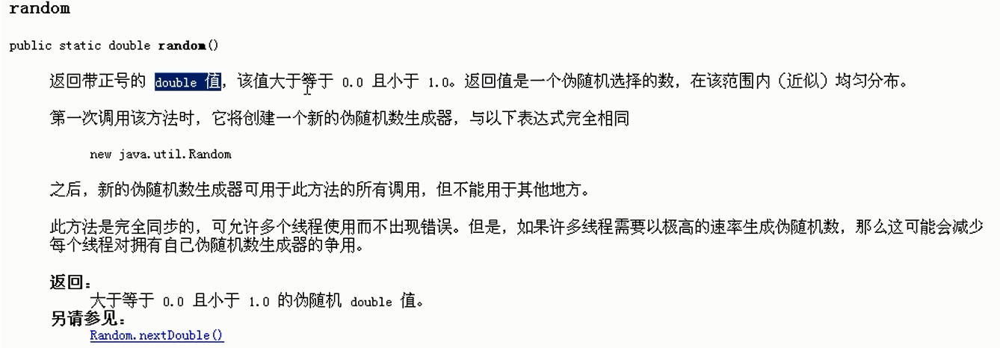 random
public static double random()
返回带正号的 double 值，该值大于等于 0.0 且小于 1.0。返回值是一个伪随机选择的数，在该范围内（近似）均匀分布。
第一次调用该方法时，它将创建一个新的伪随机数生成器，与以下表达式完全相同
new java.util.Random
之后，新的伪随机数生成器可用于此方法的所有调用，但不能用于其他地方。
此方法是完全同步的，可允许多个线程使用而不出现错误。但是，如果许多线程需要以极高的速率生成伪随机数，那么这可能会减少
每个线程对拥有自己伪随机数生成器的争用。
返回：
大于等于 0.0 且小于 1.0 的伪随机 double 值。
另请参见：
Random.nextDouble()